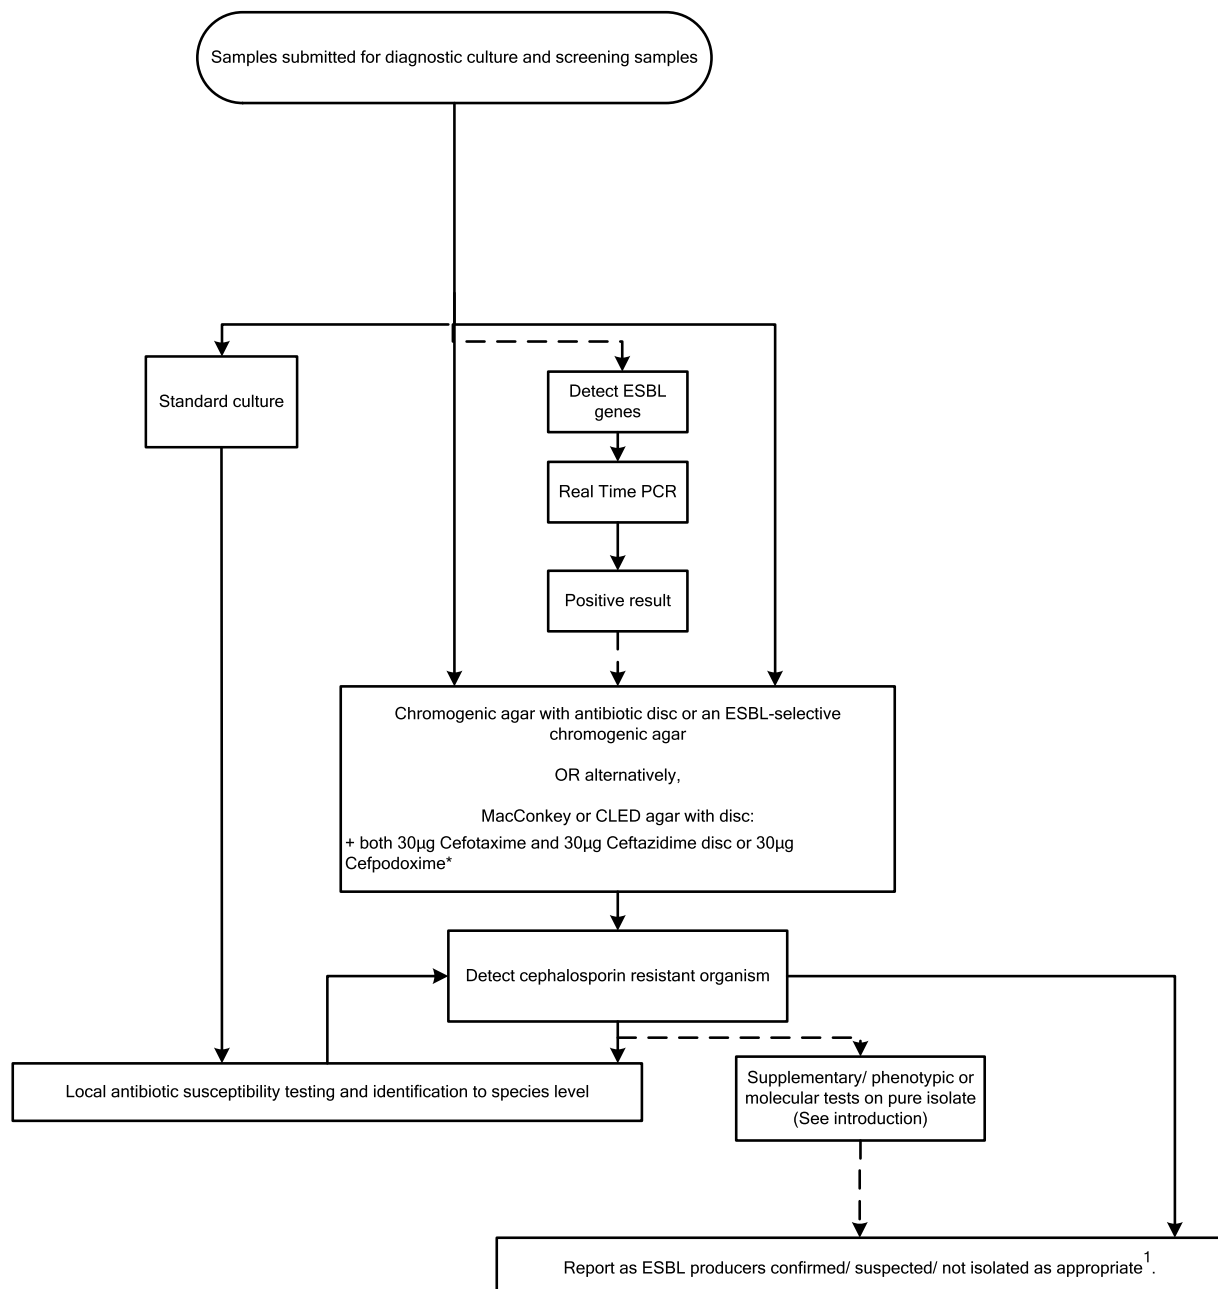 Samples submitted for diagnostic culture and screening samples
Standard culture
Detect ESBL
genes
Real Time PCR
Positive result
Chromogenic agar with antibiotic disc or an ESBL-selective
chromogenic agar
OR alternatively,
MacConkey or CLED agar with disc:
+ both 30µg Cefotaxime and 30µg Ceftazidime disc or 30µg
Cefpodoxime*
Detect cephalosporin resistant organism
Local antibiotic susceptibility testing and identification to species level
Supplementary/ phenotypic or
molecular tests on pure isolate
(See introduction)
Report as ESBL producers confirmed/ suspected/ not isolated as appropriate¹.